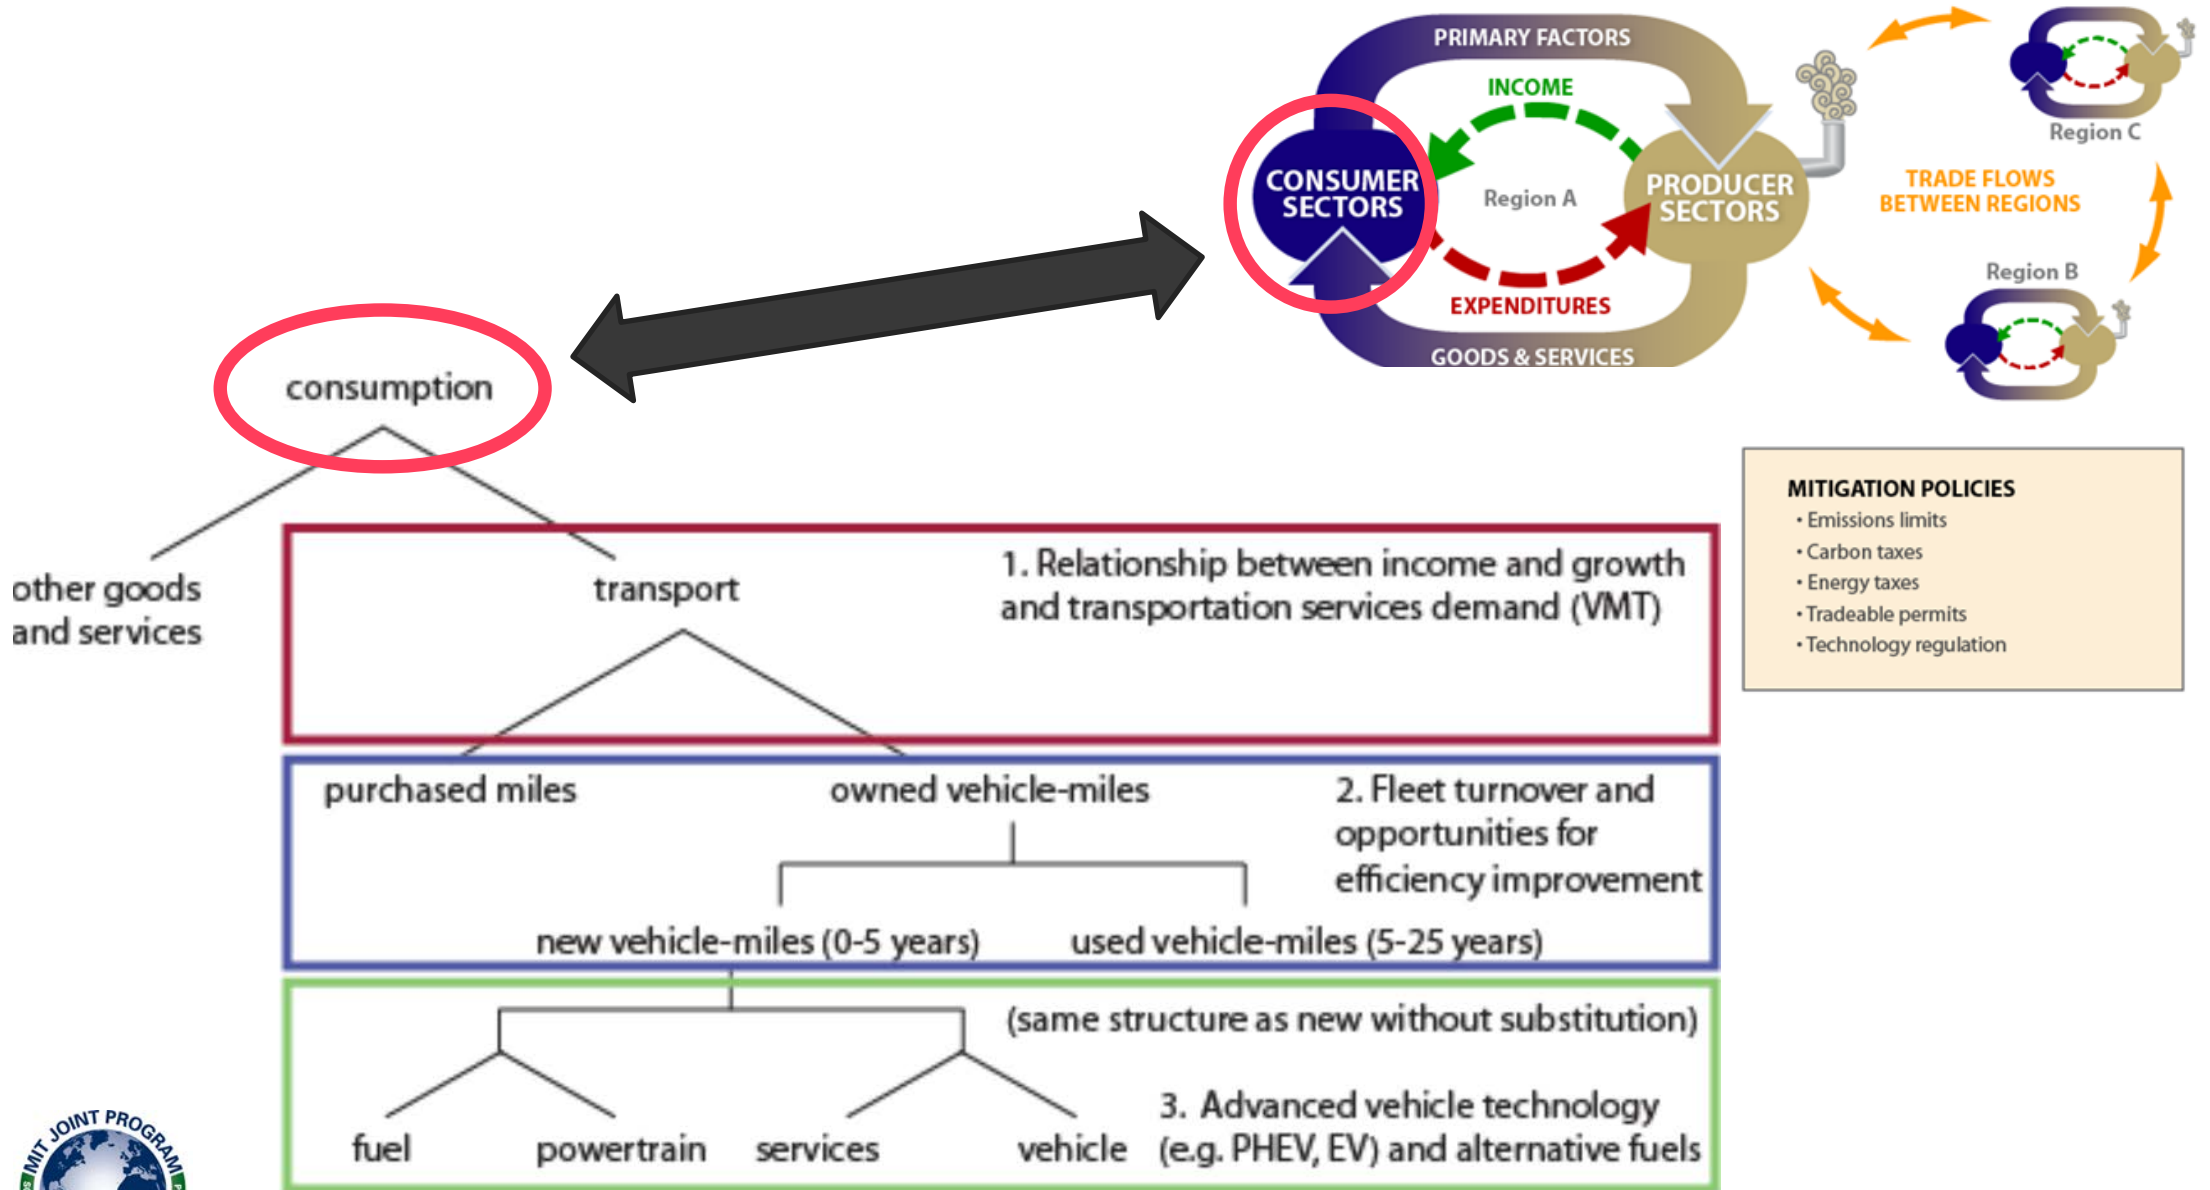 PRIMARY FACTORS
INCOME
CONSUMER
SECTORS
Region A
PRODUCER
SECTORS
EXPENDITURES
GOODS & SERVICES
Region C
TRADE FLOWS
BETWEEN REGIONS
Region B
MITIGATION POLICIES
• Emissions limits
• Carbon taxes
• Energy taxes
• Tradeable permits
• Technology regulation
consumption
other goods
and services
transport
1. Relationship between income and growth
and transportation services demand (VMT)
purchased miles
owned vehicle-miles
2. Fleet turnover and
opportunities for
efficiency improvement
new vehicle-miles (0-5 years)
used vehicle-miles (5-25 years)
(same structure as new without substitution)
fuel
powertrain
services
vehicle
3. Advanced vehicle technology
(e.g. PHEV, EV) and alternative fuels
MIT JOINT PROGRAM